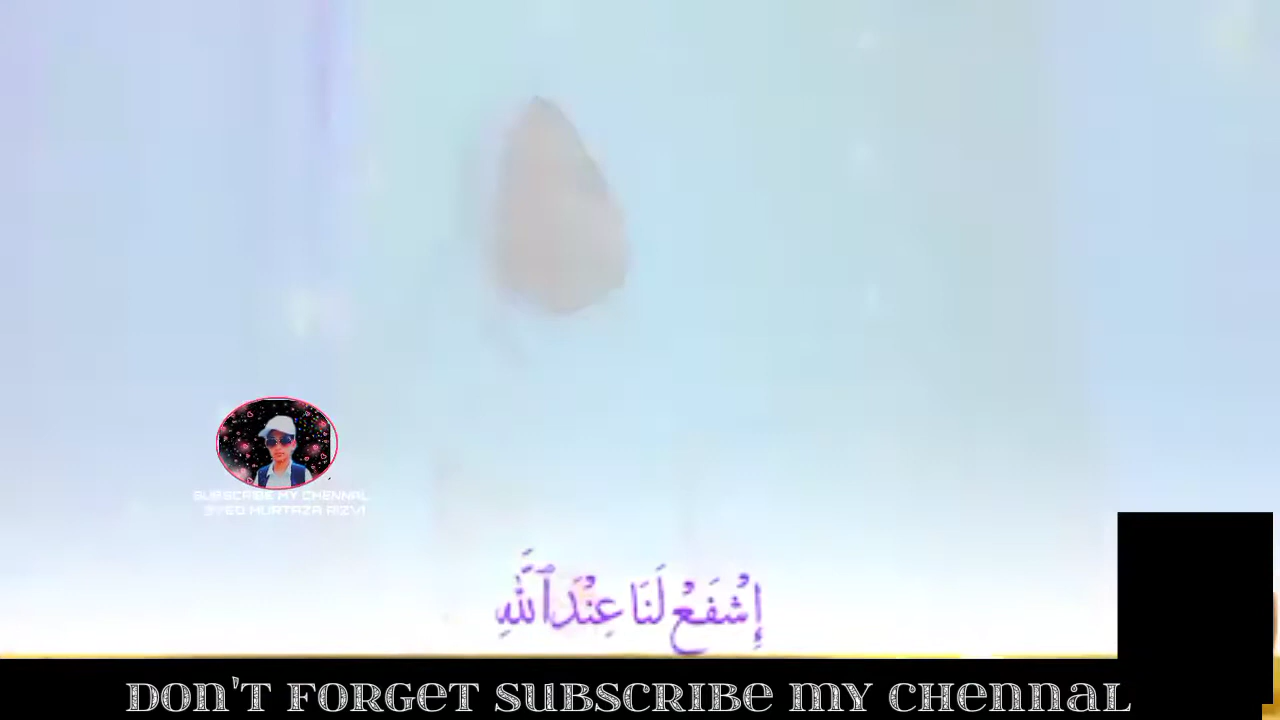 SUBSCRIBE MY CHENNAL
SYED MURTAZA RIZVI
إِشْفَعْ لَنَا عِنْدَ ٱللَّهِ
DON'T FORGET SUBSCRIBE MY CHENNAL